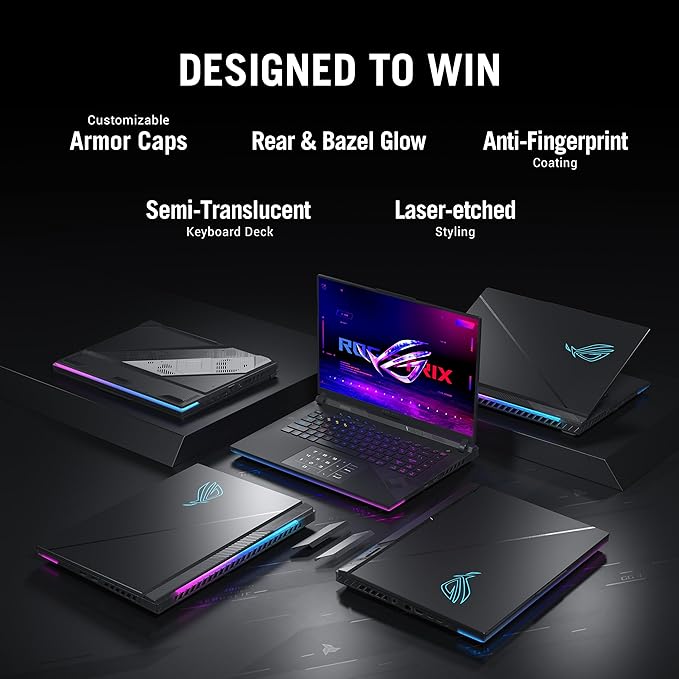 DESIGNED TO WIN
Customizable
Armor Caps
Rear & Bazel Glow
Anti-Fingerprint
Coating
Semi-Translucent
Keyboard Deck
Laser-etched
Styling